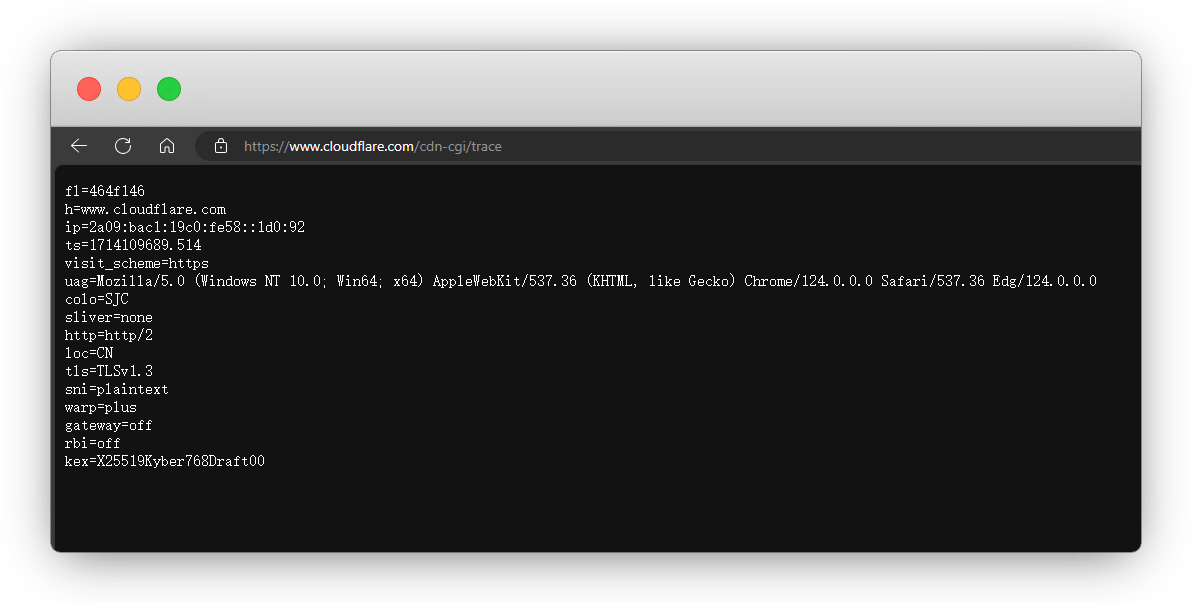 https://www.cloudflare.com/cdn-cgi/trace
fl=464f146
h=www.cloudflare.com
ip=2a09:bac1:19c0:fe58::1d0:92
ts=1714109689.514
visit_scheme=https
uag=Mozilla/5.0 (Windows NT 10.0; Win64; x64) AppleWebKit/537.36 (KHTML, like Gecko) Chrome/124.0.0.0 Safari/537.36 Edg/124.0.0.0
colo=SJC
sliver=none
http=http/2
loc=CN
tls=TLSv1.3
sni=plaintext
warp=plus
gateway=off
rbi=off
kex=X25519Kyber768Draft00